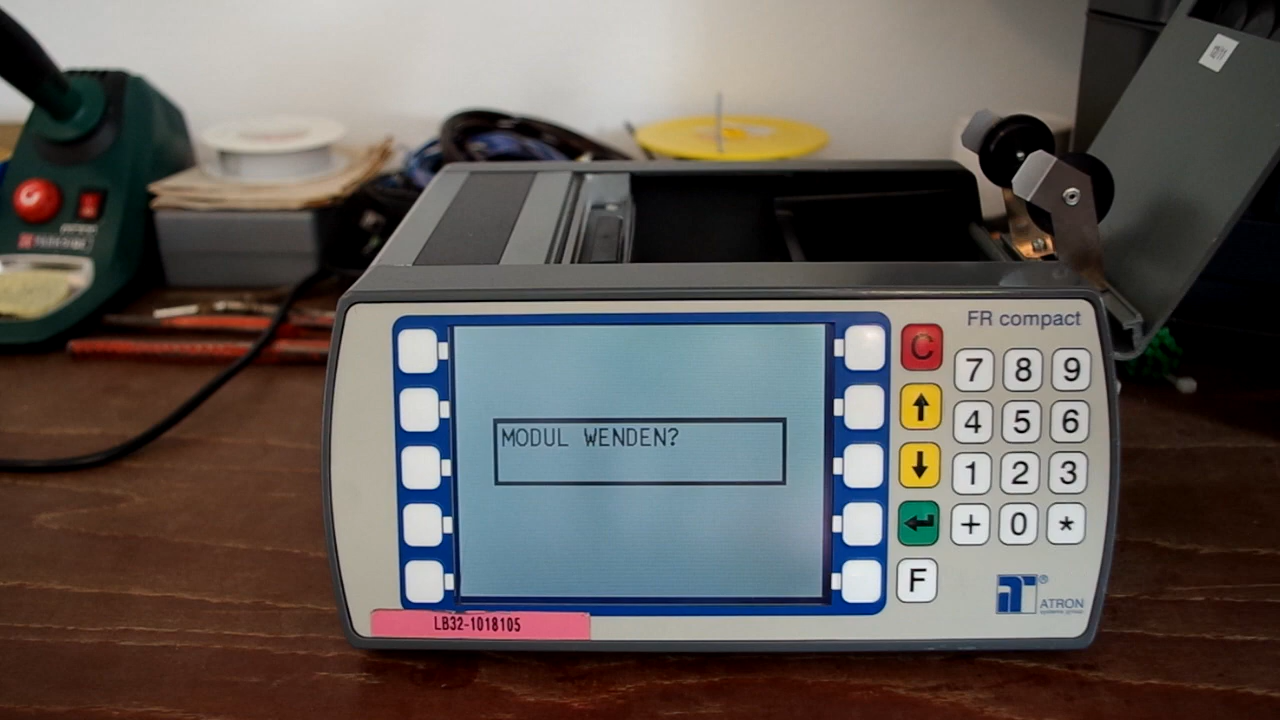 FR compact
C
7 8 9
4 5 6
MODUL WENDEN?
1 2 3
+ 0 *
F
®
ATRON
LB32-1018105